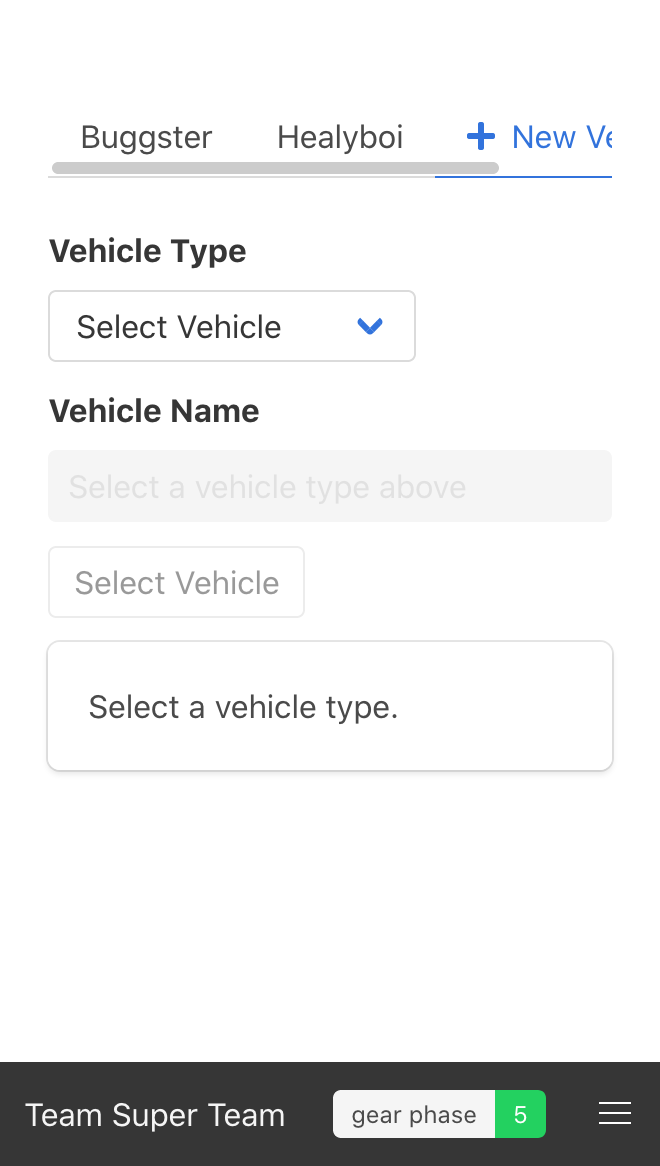 Buggster Healyboi New Ve
Vehicle Type
Select Vehicle
Vehicle Name
Select a vehicle type above
Select Vehicle
Select a vehicle type.
Team Super Team gear phase 5